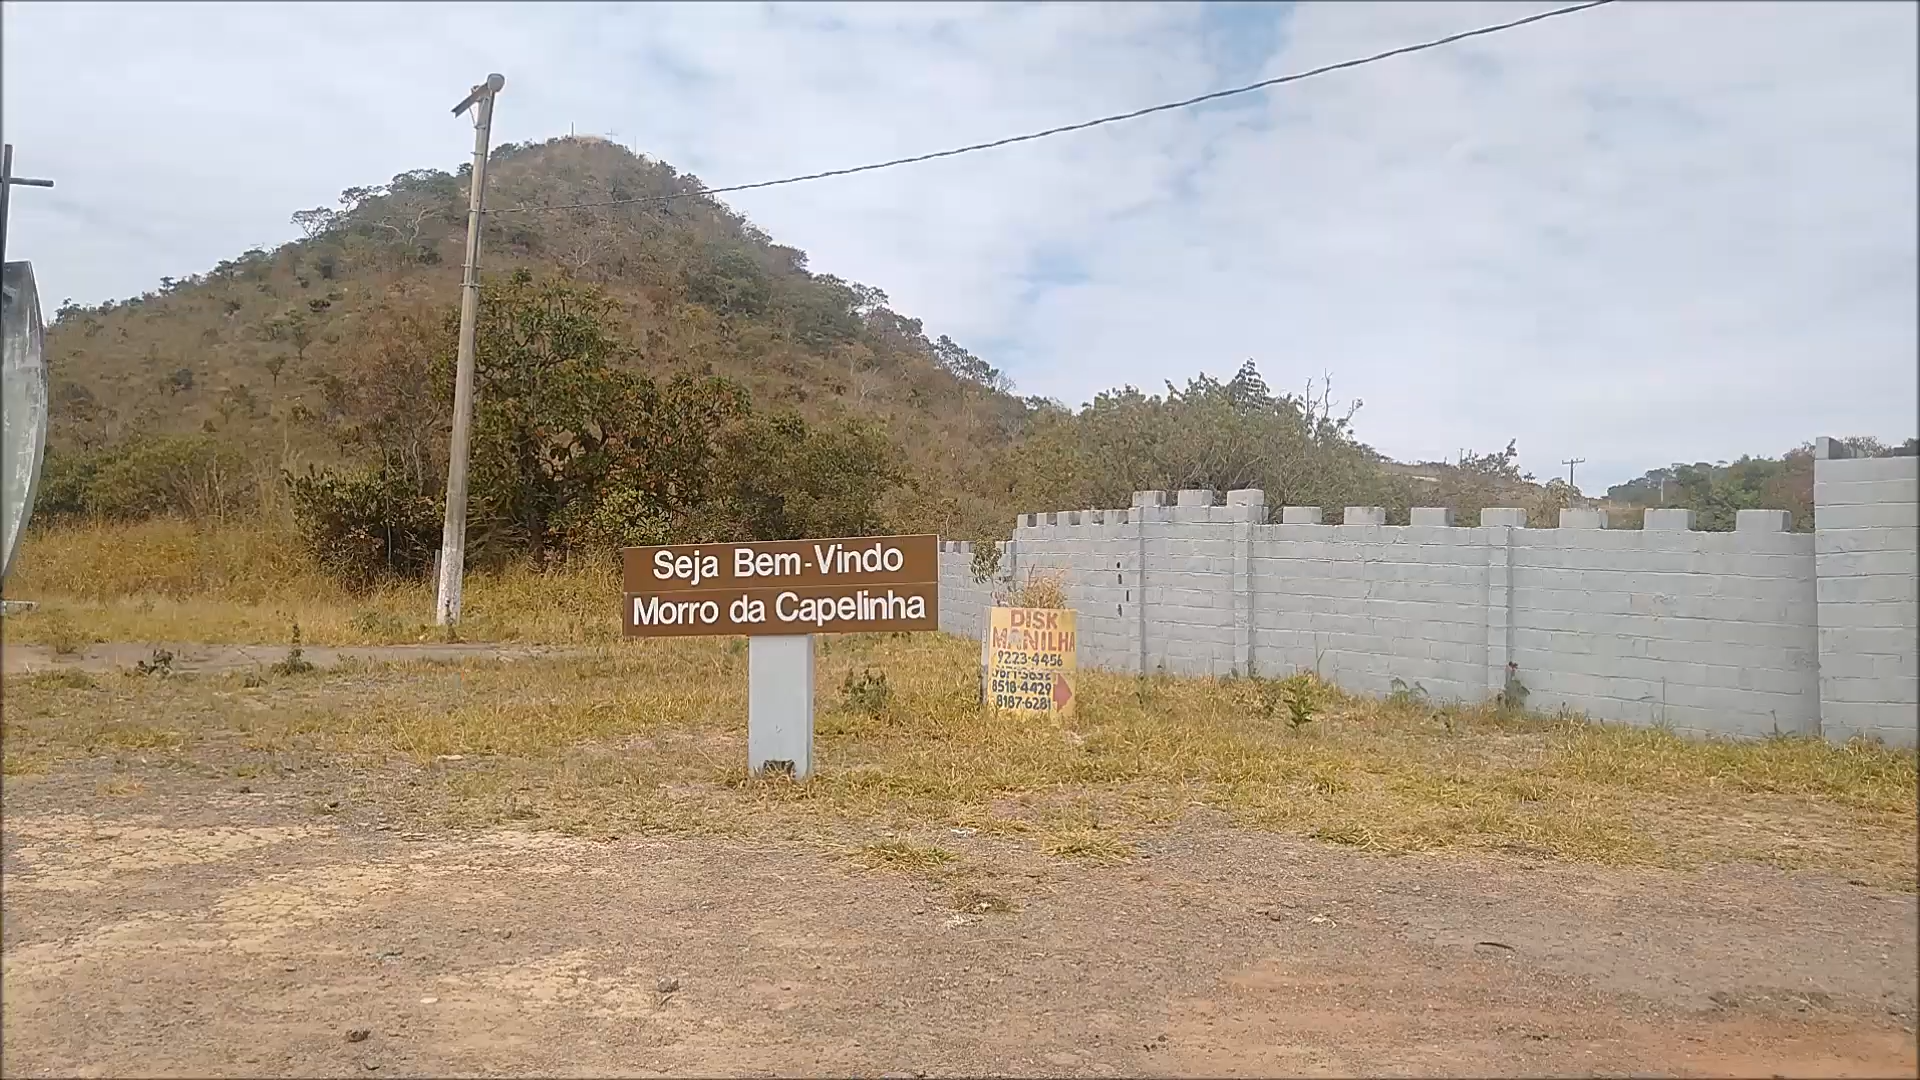 Seja Bem-Vindo
Morro da Capelinha
DISK
MANILHA
9223-4456
8518-4429
8187-6281